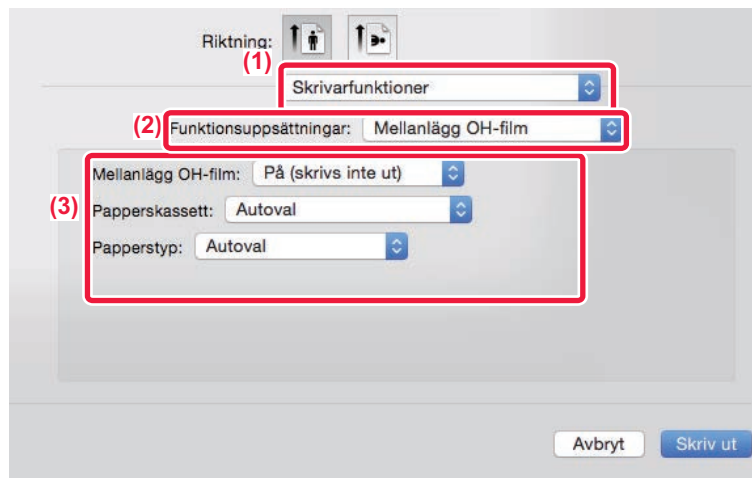 Riktning:
(1)
Skrivarfunktioner
(2) Funktionsuppsättningar: Mellanlägg OH-film
Mellanlägg OH-film: På (skrivs inte ut)
(3) Papperskassett: Autoval
Papperstyp: Autoval
Avbryt Skriv ut